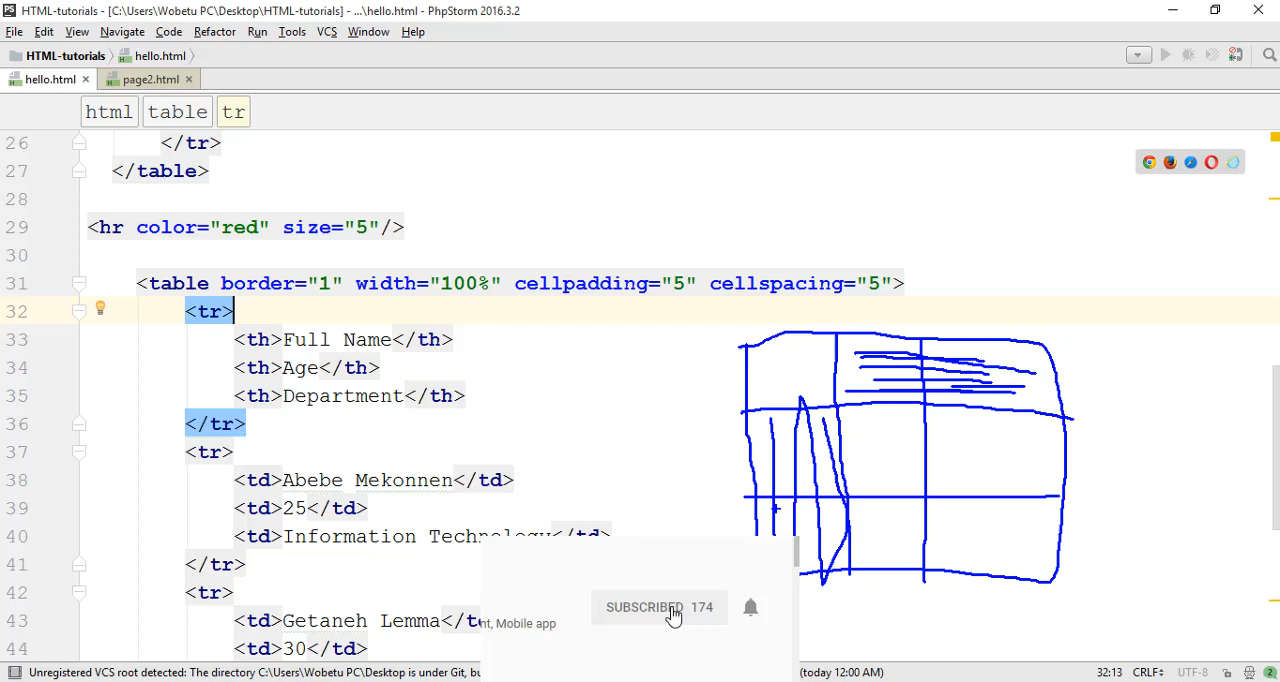 HTML-tutorials - [C:\Users\Wobetu PC\Desktop\HTML-tutorials] - ...\hello.html - PhpStorm 2016.3.2
File Edit View Navigate Code Refactor Run Tools VCS Window Help
HTML-tutorials hello.html
hello.html page2.html
html table tr
26 </tr>
27 </table>
28
29 <hr color="red" size="5"/>
30
31 <table border="1" width="100%" cellpadding="5" cellspacing="5">
32 <tr>
33 <th>Full Name</th>
34 <th>Age</th>
35 <th>Department</th>
36 </tr>
37 <tr>
38 <td>Abebe Mekonnen</td>
39 <td>25</td>
40 <td>Information Technology</td>
41 </tr>
42 <tr>
43 <td>Getaneh Lemma</t
44 <td>30</td>
SUBSCRIBED 174
nt, Mobile app
Unregistered VCS root detected: The directory C:\Users\Wobetu PC\Desktop\HTML-tutorials is under Git, bu
(today 12:00 AM) 32:13 CRLF UTF-8 2